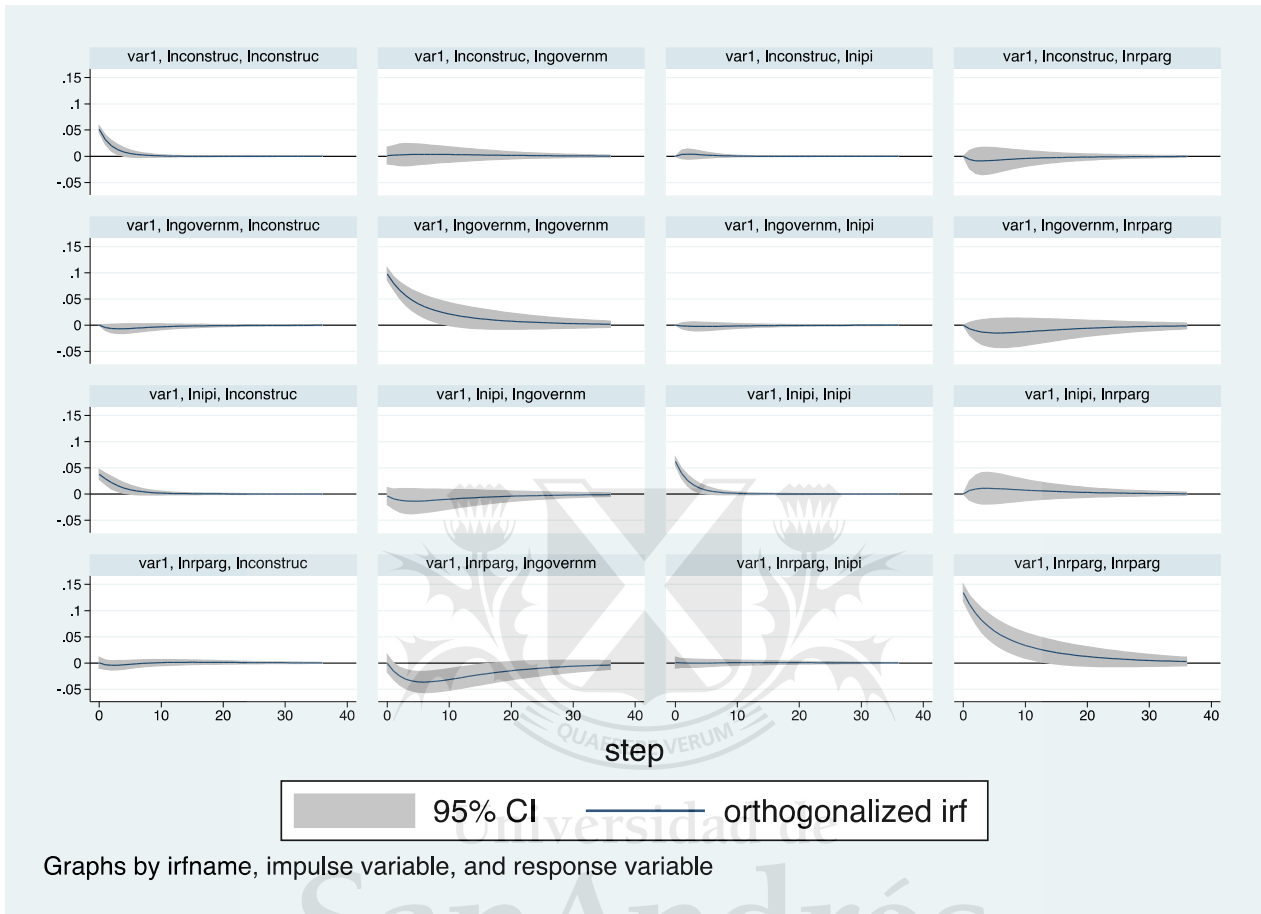 var1, lnconstruc, lnconstruc
var1, lnconstruc, lngovernm
var1, lnconstruc, lnipi
var1, lnconstruc, lnrparg
.15
.1
.05
0
-.05
var1, lngovernm, lnconstruc
var1, lngovernm, lngovernm
var1, lngovernm, lnipi
var1, lngovernm, lnrparg
.15
.1
.05
0
-.05
var1, lnipi, lnconstruc
var1, lnipi, lngovernm
var1, lnipi, lnipi
var1, lnipi, lnrparg
.15
.1
.05
0
-.05
var1, lnrparg, lnconstruc
var1, lnrparg, lngovernm
var1, lnrparg, lnipi
var1, lnrparg, lnrparg
.15
.1
.05
0
-.05
0 10 20 30 40
0 10 20 30 40
0 10 20 30 40
0 10 20 30 40
QUAERERE VERUM
step
95% CI
orthogonalized irf
Universidad de
Graphs by irfname, impulse variable, and response variable
SanAndrés